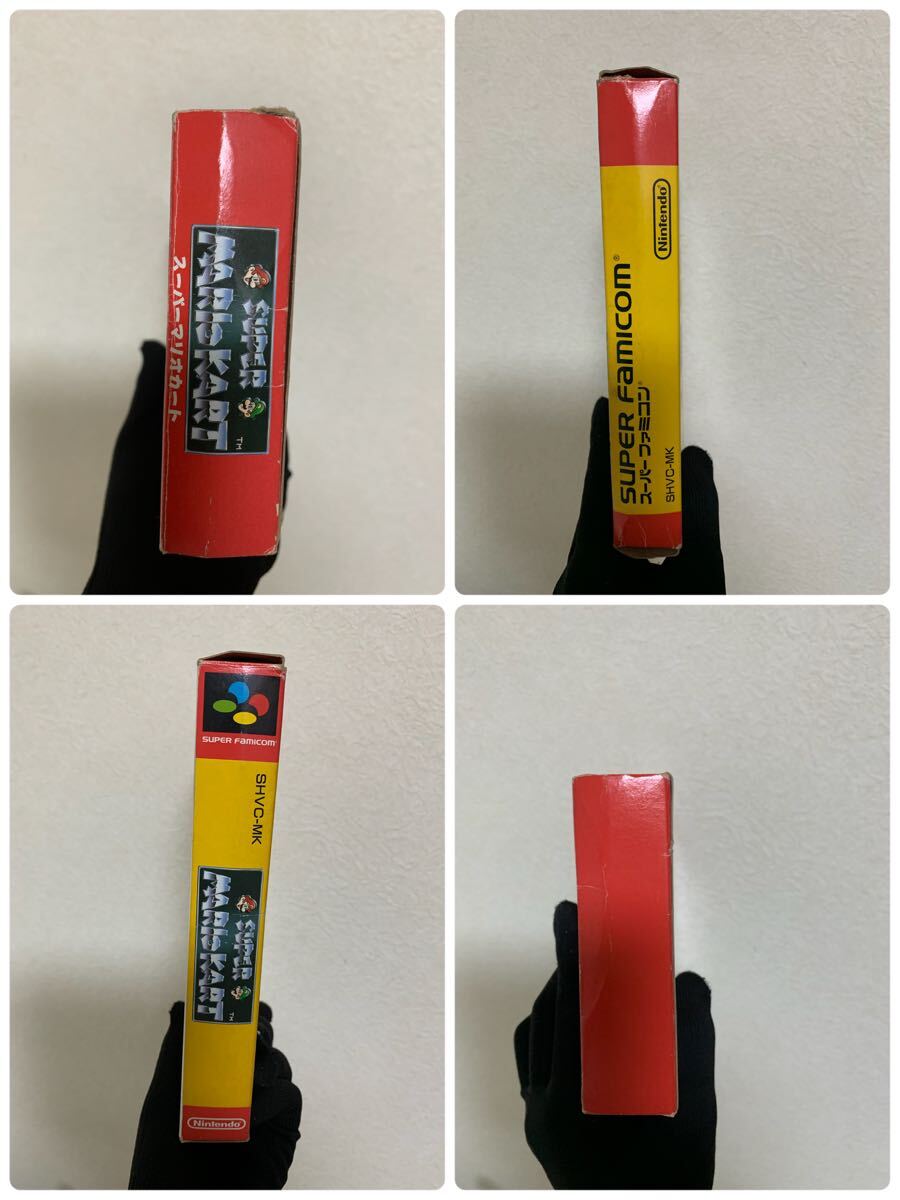 SUPER
MARIO KART
TM
スーパーマリオカート
Nintendo®
SUPER FAMICOM®
スーパーファミコン®
SHVC-MK
SUPER FAMICOM
SHVC-MK
SUPER
MARIO KART
TM
Nintendo